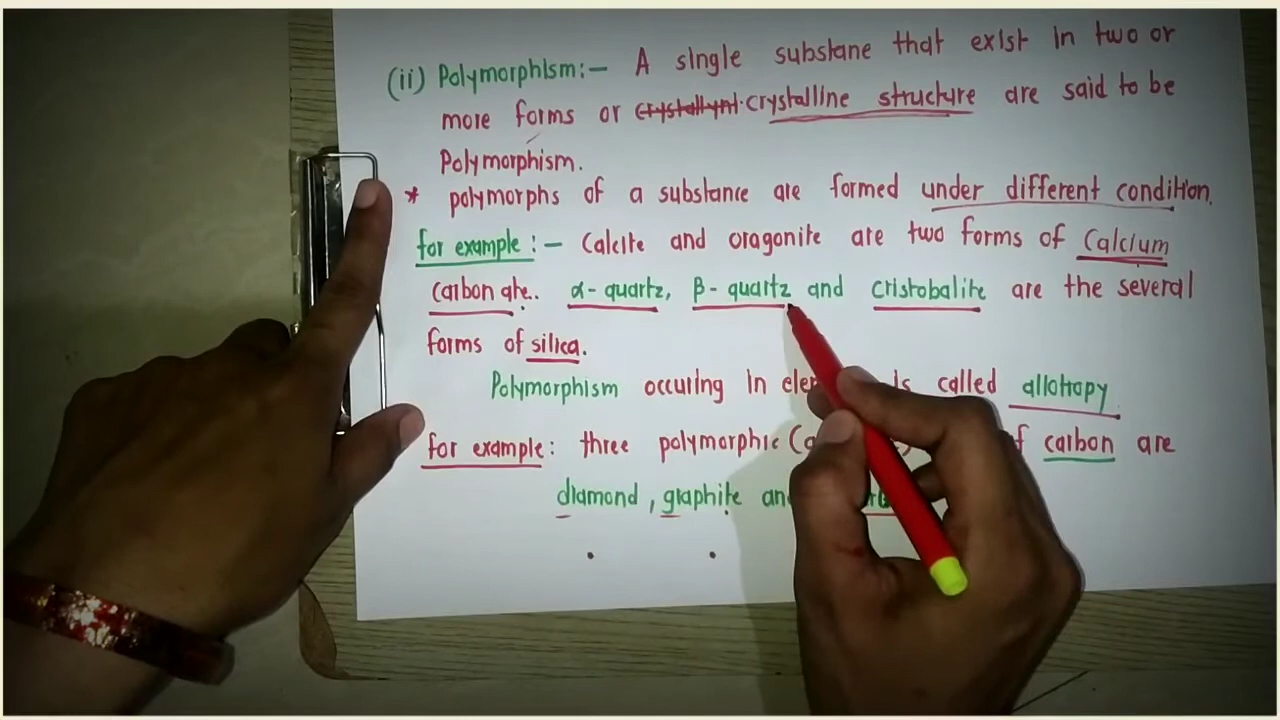 (ii) Polymorphism:- A single substane that exist in two or
more forms or crystallyni. crystalline structure are said to be
Polymorphism.
* polymorphs of a substance are formed under different condition.
for example :- Calcite and oragonite are two forms of Calcium
Carbonate.. α-quartz, β-quartz and cristobalite are the several
forms of silica.
Polymorphism occuring in is called allotropy
for example: three polymorphic of carbon are
diamond, graphite